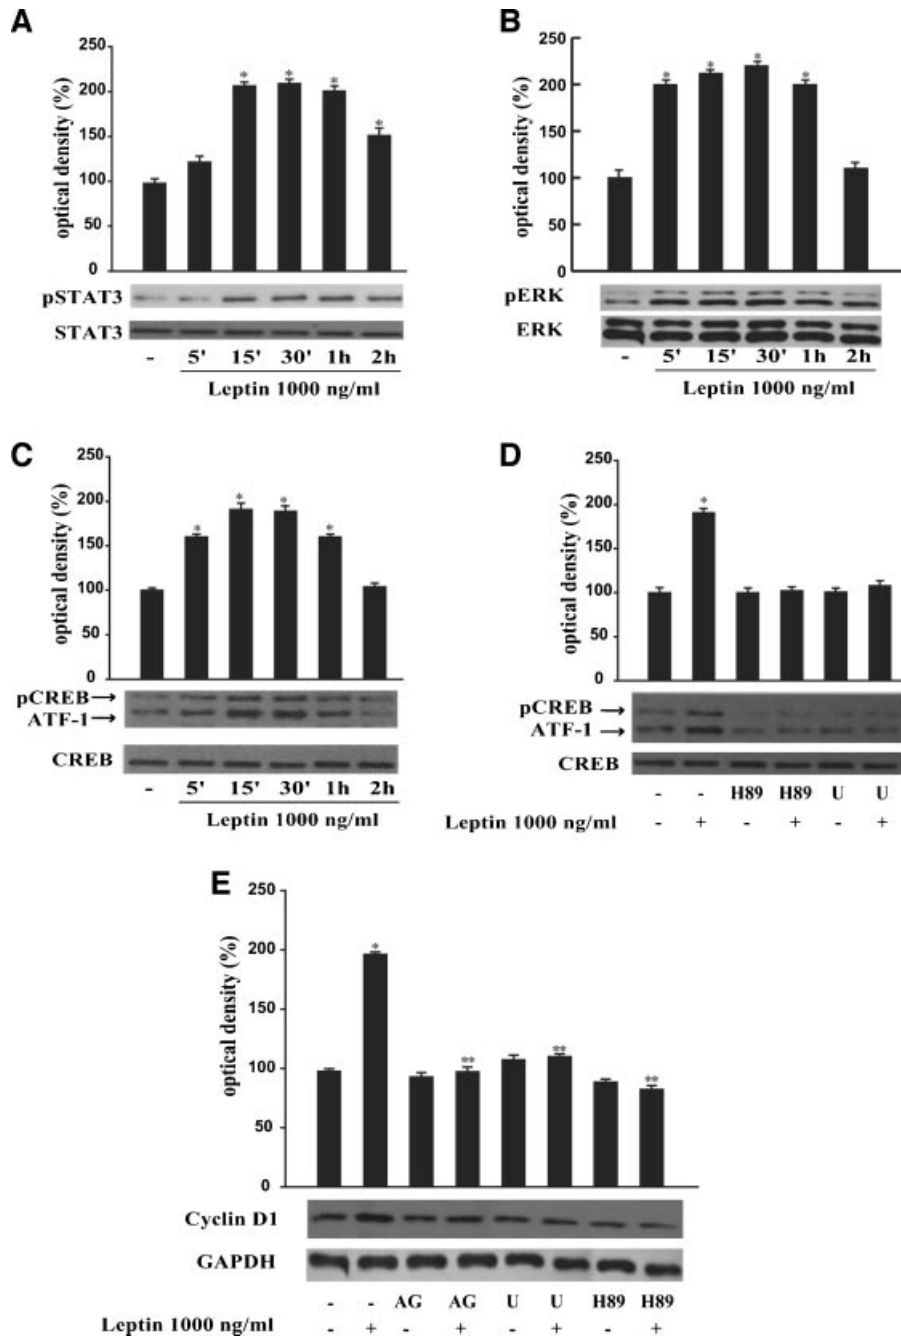 A
optical density (%)
250
200
150
100
50
0
* * * *
pSTAT3
STAT3
- 5' 15' 30' 1h 2h
Leptin 1000 ng/ml
B
optical density (%)
250
200
150
100
50
0
* * * *
pERK
ERK
- 5' 15' 30' 1h 2h
Leptin 1000 ng/ml
C
optical density (%)
250
200
150
100
50
0
* * * *
pCREB→
ATF-1→
CREB
- 5' 15' 30' 1h 2h
Leptin 1000 ng/ml
D
optical density (%)
250
200
150
100
50
0
*
pCREB→
ATF-1→
CREB
- - H89 H89 U U
Leptin 1000 ng/ml - + - + - +
E
optical density (%)
250
200
150
100
50
0
* ** ** **
Cyclin D1
GAPDH
- - AG AG U U H89 H89
Leptin 1000 ng/ml - + - + - + - +